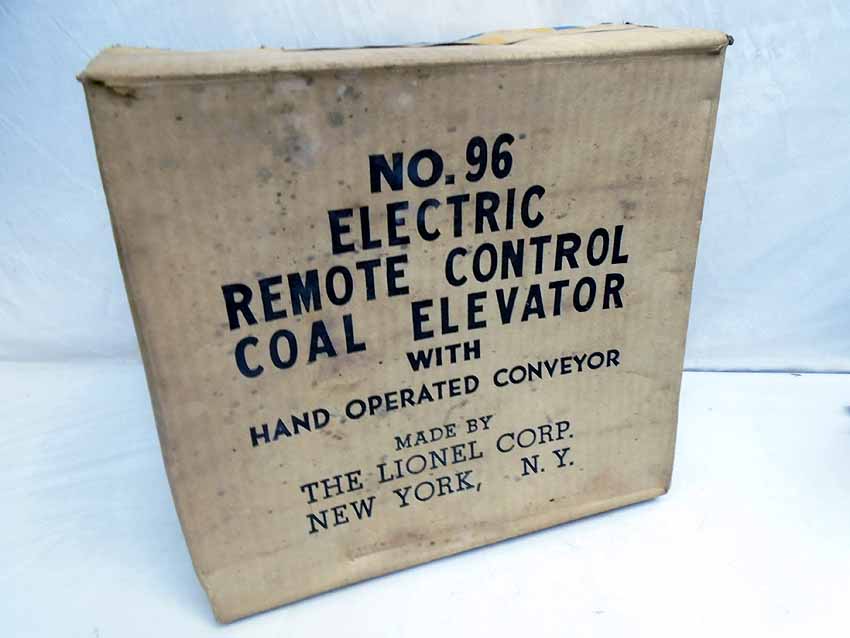 NO. 96
ELECTRIC
REMOTE CONTROL
COAL ELEVATOR
WITH
HAND OPERATED CONVEYOR
MADE BY
THE LIONEL CORP.
NEW YORK, N. Y.